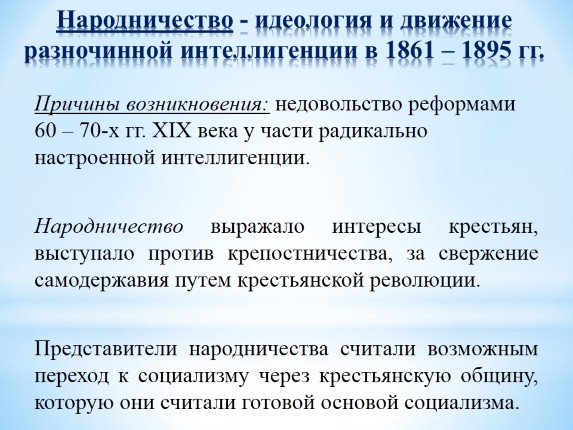 Народничество - идеология и движение
разночинной интеллигенции в 1861 – 1895 гг.
Причины возникновения: недовольство реформами
60 – 70-х гг. XIX века у части радикально
настроенной интеллигенции.
Народничество выражало интересы крестьян,
выступало против крепостничества, за свержение
самодержавия путем крестьянской революции.
Представители народничества считали возможным
переход к социализму через крестьянскую общину,
которую они считали готовой основой социализма.